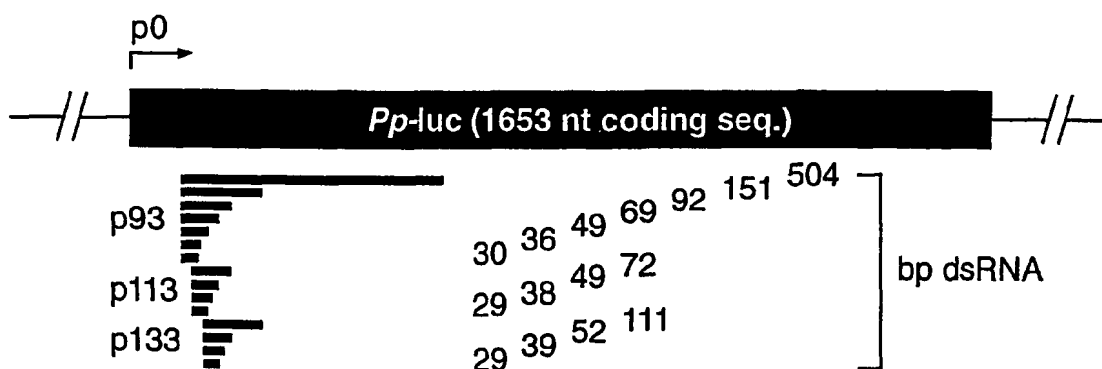 p0
Pp-luc (1653 nt coding seq.)
p93
30 36 49 69 92 151 504
p113
29 38 49 72
p133
29 39 52 111
bp dsRNA